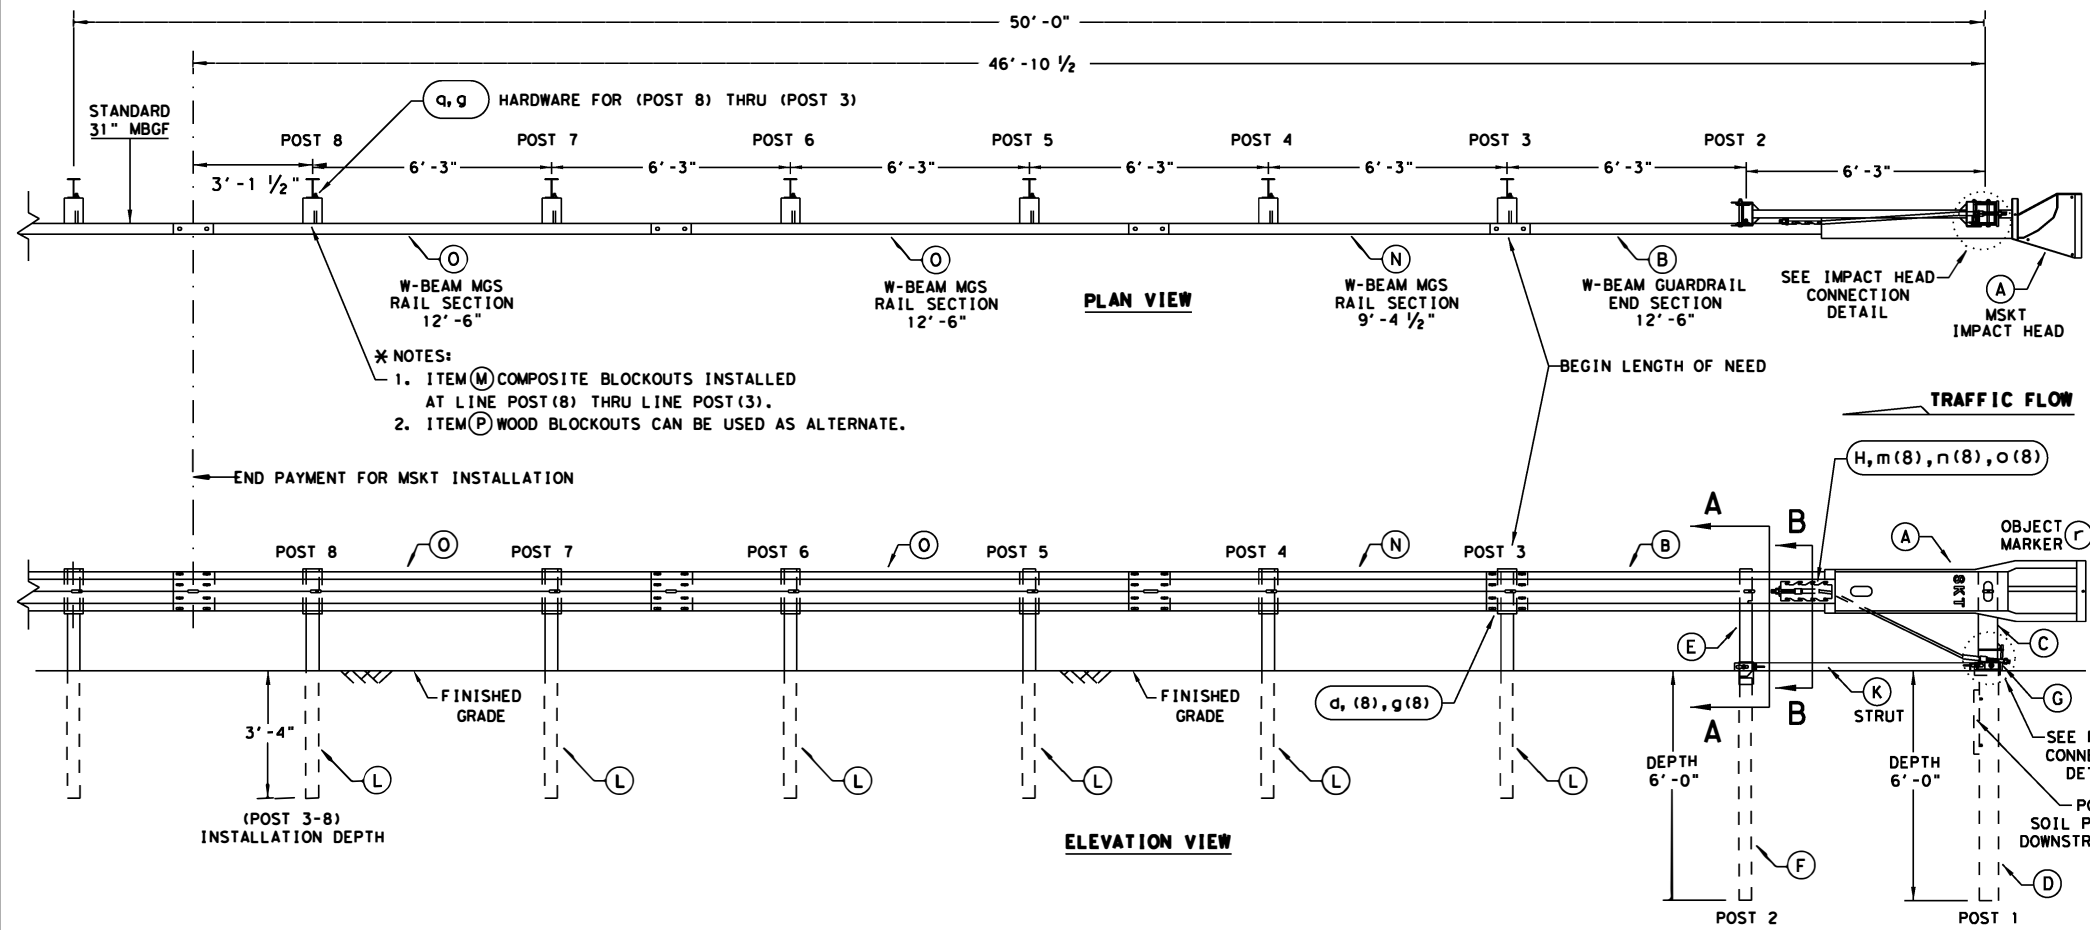 50'-0"
46'-10 ½
STANDARD
31" MBGF
q,g HARDWARE FOR (POST 8) THRU (POST 3)
POST 8
POST 7
POST 6
POST 5
POST 4
POST 3
POST 2
3'-1 ½"
6'-3"
6'-3"
6'-3"
6'-3"
6'-3"
6'-3"
6'-3"
O
W-BEAM MGS
RAIL SECTION
12'-6"
O
W-BEAM MGS
RAIL SECTION
12'-6"
PLAN VIEW
N
W-BEAM MGS
RAIL SECTION
9'-4 ½"
B
W-BEAM GUARDRAIL
END SECTION
12'-6"
SEE IMPACT HEAD
CONNECTION
DETAIL
A
MSKT
IMPACT HEAD
* NOTES:
1. ITEM M COMPOSITE BLOCKOUTS INSTALLED
AT LINE POST(8) THRU LINE POST(3).
2. ITEM P WOOD BLOCKOUTS CAN BE USED AS ALTERNATE.
BEGIN LENGTH OF NEED
TRAFFIC FLOW
END PAYMENT FOR MSKT INSTALLATION
H,m(8),n(8),o(8)
A
B
OBJECT
MARKER r
POST 8
O
POST 7
POST 6
O
POST 5
POST 4
N
POST 3
B
A
SKT
E
C
FINISHED
GRADE
FINISHED
GRADE
d,(8),g(8)
K
STRUT
G
A
B
3'-4"
L
L
L
L
L
L
DEPTH
6'-0"
DEPTH
6'-0"
SEE
CONNE
DET
(POST 3-8)
INSTALLATION DEPTH
ELEVATION VIEW
PO
SOIL P
DOWNSTR
F
D
POST 2
POST 1